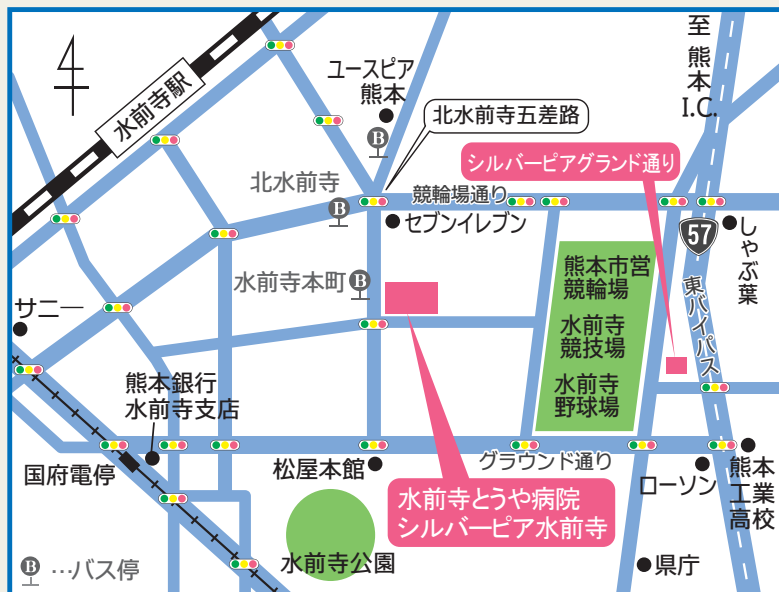 至
熊
本
I.C.
ユースピア
熊本
水前寺駅
B
北水前寺五差路
シルバーピアグランド通り
北水前寺
B
競輪場通り
セブンイレブン
57
しゃぶ葉
水前寺本町
B
熊本市営
競輪場
水前寺
競技場
水前寺
野球場
東バイパス
サニー
熊本銀行
水前寺支店
国府電停
松屋本館
グラウンド通り
ローソン
熊本
工業
高校
水前寺とうや病院
シルバーピア水前寺
水前寺公園
県庁
B
…バス停